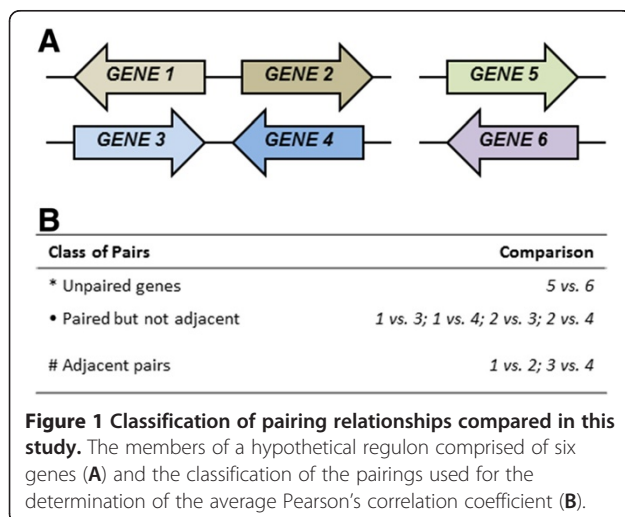 A
GENE 1 GENE 2 GENE 5
GENE 3 GENE 4 GENE 6
B
Class of Pairs Comparison
* Unpaired genes 5 vs. 6
• Paired but not adjacent 1 vs. 3; 1 vs. 4; 2 vs. 3; 2 vs. 4
# Adjacent pairs 1 vs. 2; 3 vs. 4
Figure 1 Classification of pairing relationships compared in this
study. The members of a hypothetical regulon comprised of six
genes (A) and the classification of the pairings used for the
determination of the average Pearson's correlation coefficient (B).